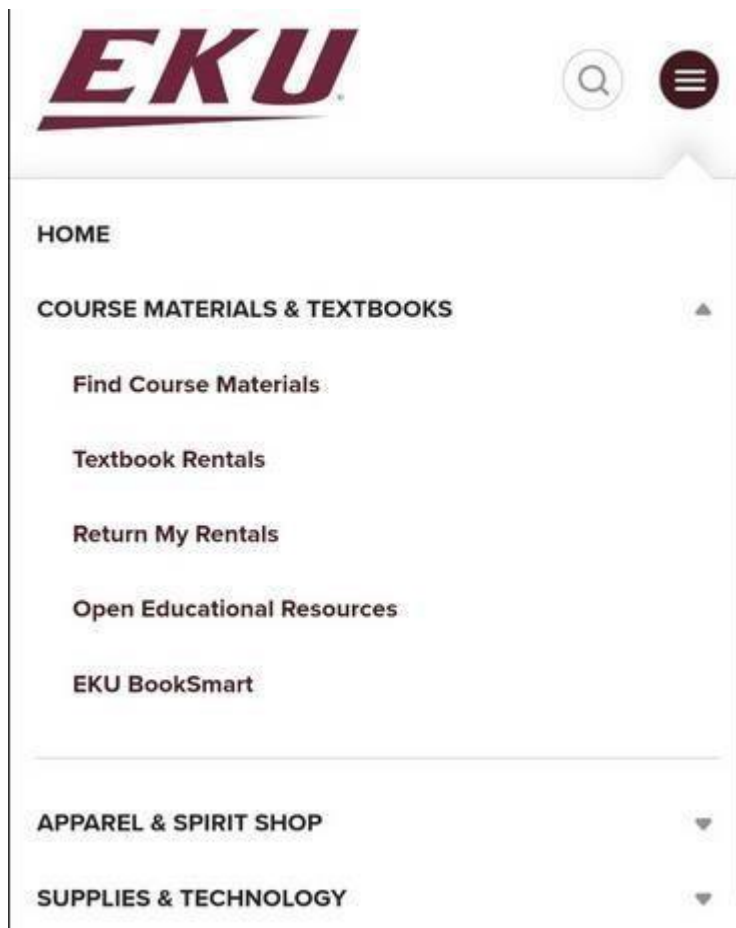 EKU
HOME
COURSE MATERIALS & TEXTBOOKS
Find Course Materials
Textbook Rentals
Return My Rentals
Open Educational Resources
EKU BookSmart
APPAREL & SPIRIT SHOP
SUPPLIES & TECHNOLOGY